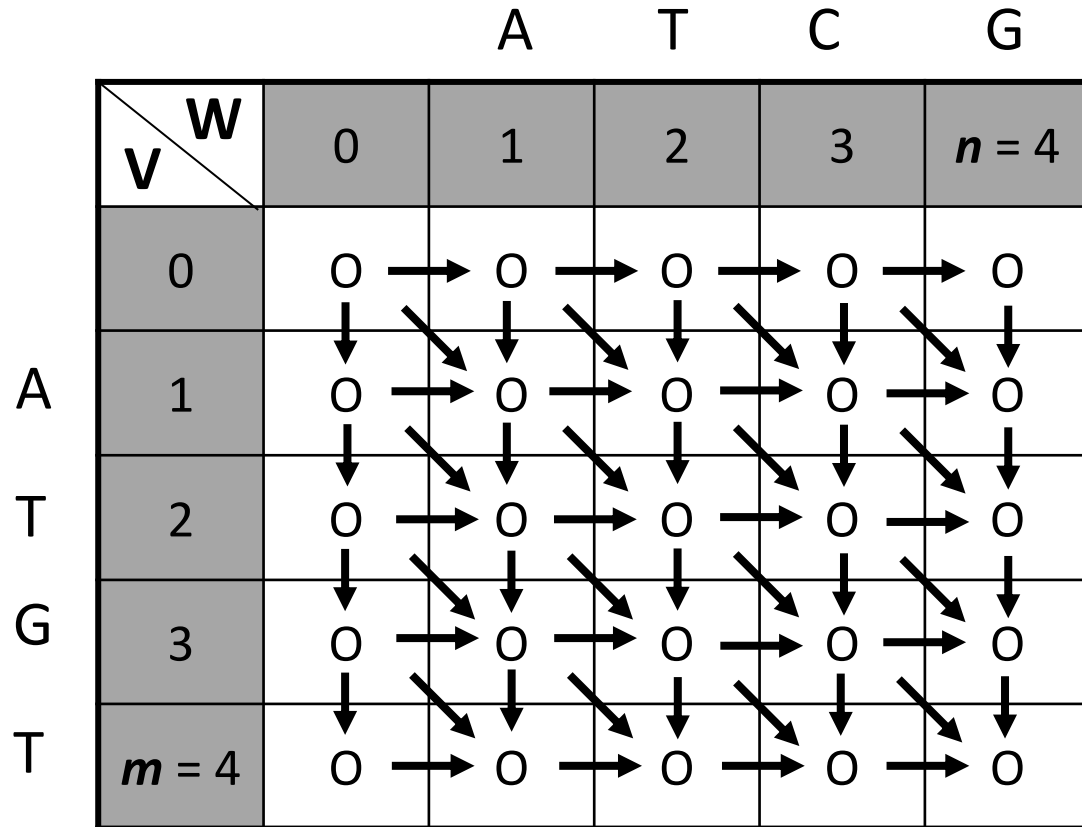 A T C G
W
V
0 1 2 3 n = 4
0 O O O O O
A 1 O O O O O
T 2 O O O O O
G 3 O O O O O
T m = 4 O O O O O